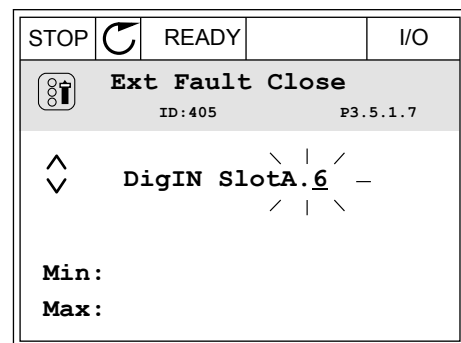 STOP READY I/O
Ext Fault Close
ID:405 P3.5.1.7
DigIN SlotA.6
Min:
Max: